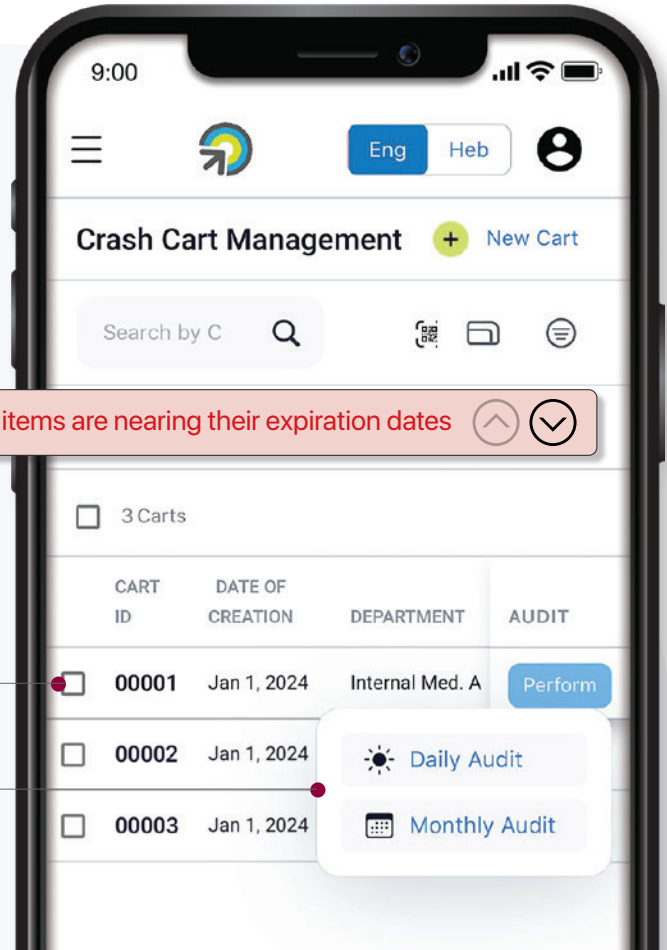 9:00
Eng Heb
Crash Cart Management + New Cart
Search by C
items are nearing their expiration dates
3 Carts
CART ID DATE OF CREATION DEPARTMENT AUDIT
00001 Jan 1, 2024 Internal Med. A Perform
00002 Jan 1, 2024
Daily Audit
00003 Jan 1, 2024
Monthly Audit